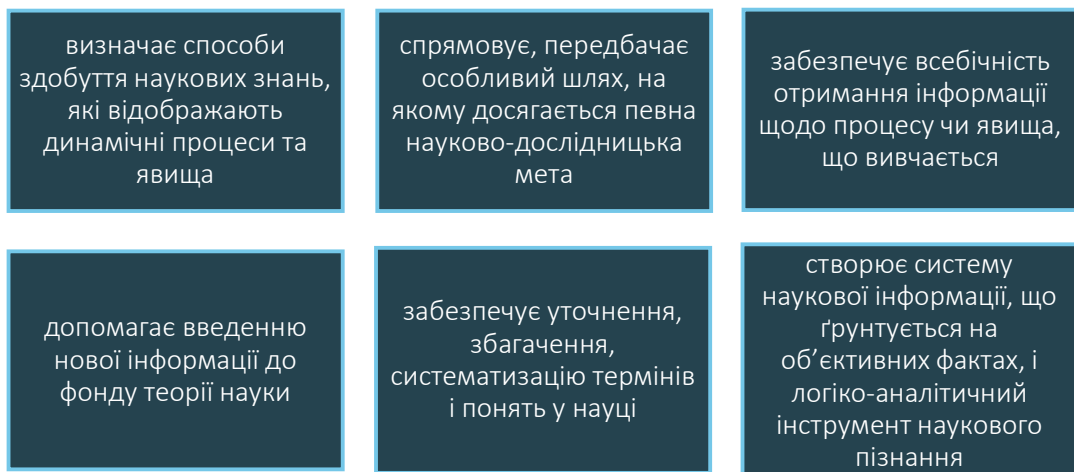 визначає способи
здобуття наукових знань,
які відображають
динамічні процеси та
явища
спрямовує, передбачає
особливий шлях, на
якому досягається певна
науково-дослідницька
мета
забезпечує всебічність
отримання інформації
щодо процесу чи явища,
що вивчається
допомагає введенню
нової інформації до
фонду теорії науки
забезпечує уточнення,
збагачення,
систематизацію термінів
і понять у науці
створює систему
наукової інформації, що
ґрунтується на
об’єктивних фактах, і
логіко-аналітичний
інструмент наукового
пізнання